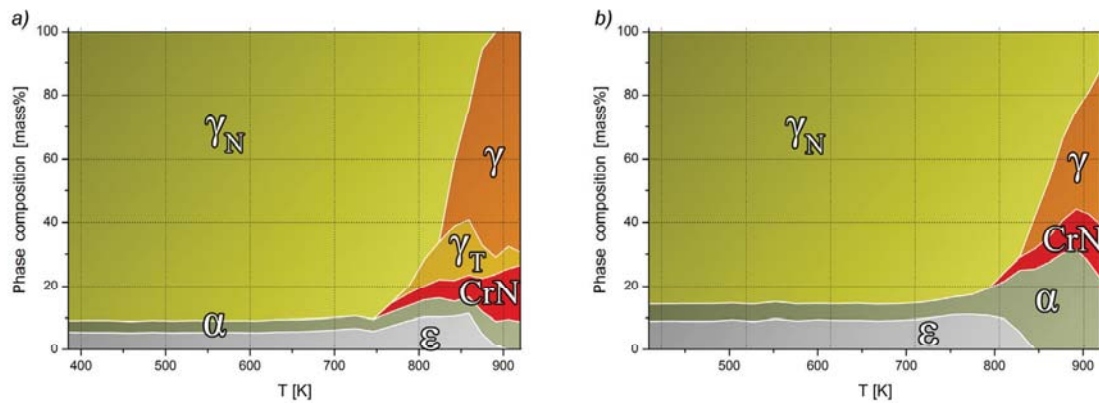 a)
Phase composition [mass%]
100
80
60
40
20
0
γN
γ
γT
CrN
α
ε
400 500 600 700 800 900
T [K]
b)
Phase composition [mass%]
100
80
60
40
20
0
γN
γ
CrN
α
ε
500 600 700 800 900
T [K]